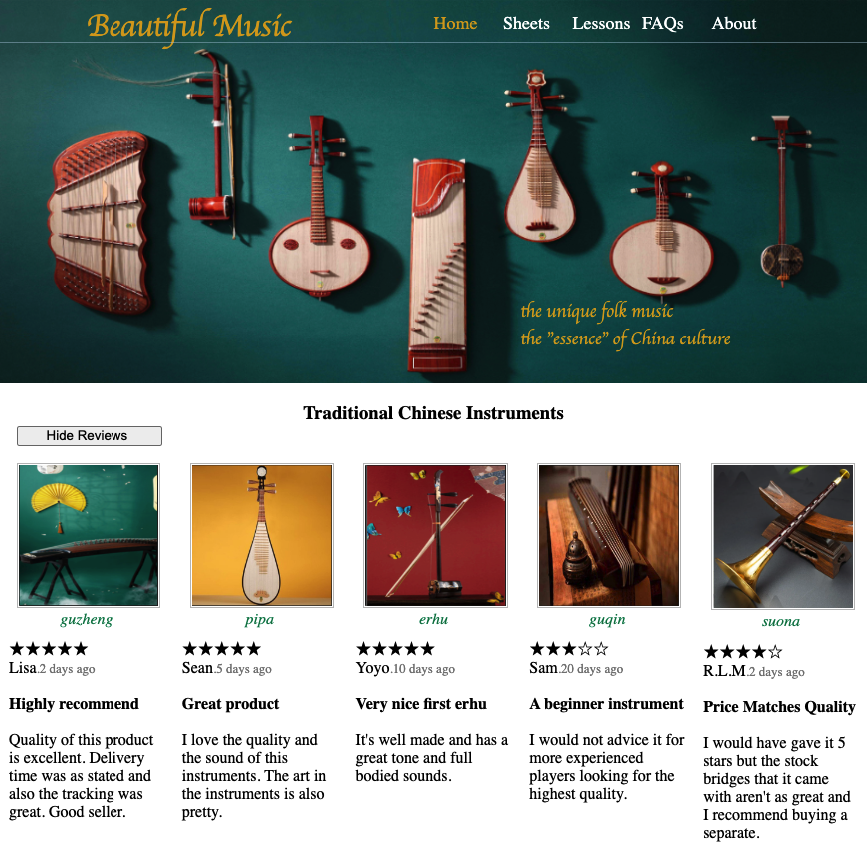 Beautiful Music
Home Sheets Lessons FAQs About
the unique folk music
the "essence" of China culture
Traditional Chinese Instruments
Hide Reviews
guzheng
★★★★★
Lisa.2 days ago
Highly recommend
Quality of this product
is excellent. Delivery
time was as stated and
also the tracking was
great. Good seller.
pipa
★★★★★
Sean.5 days ago
Great product
I love the quality and
the sound of this
instruments. The art in
the instruments is also
pretty.
erhu
★★★★★
Yoyo.10 days ago
Very nice first erhu
It's well made and has a
great tone and full
bodied sounds.
guqin
★★★☆☆
Sam.20 days ago
A beginner instrument
I would not advice it for
more experienced
players looking for the
highest quality.
suona
★★★★☆
R.L.M.2 days ago
Price Matches Quality
I would have gave it 5
stars but the stock
bridges that it came
with aren't as great and
I recommend buying a
separate.